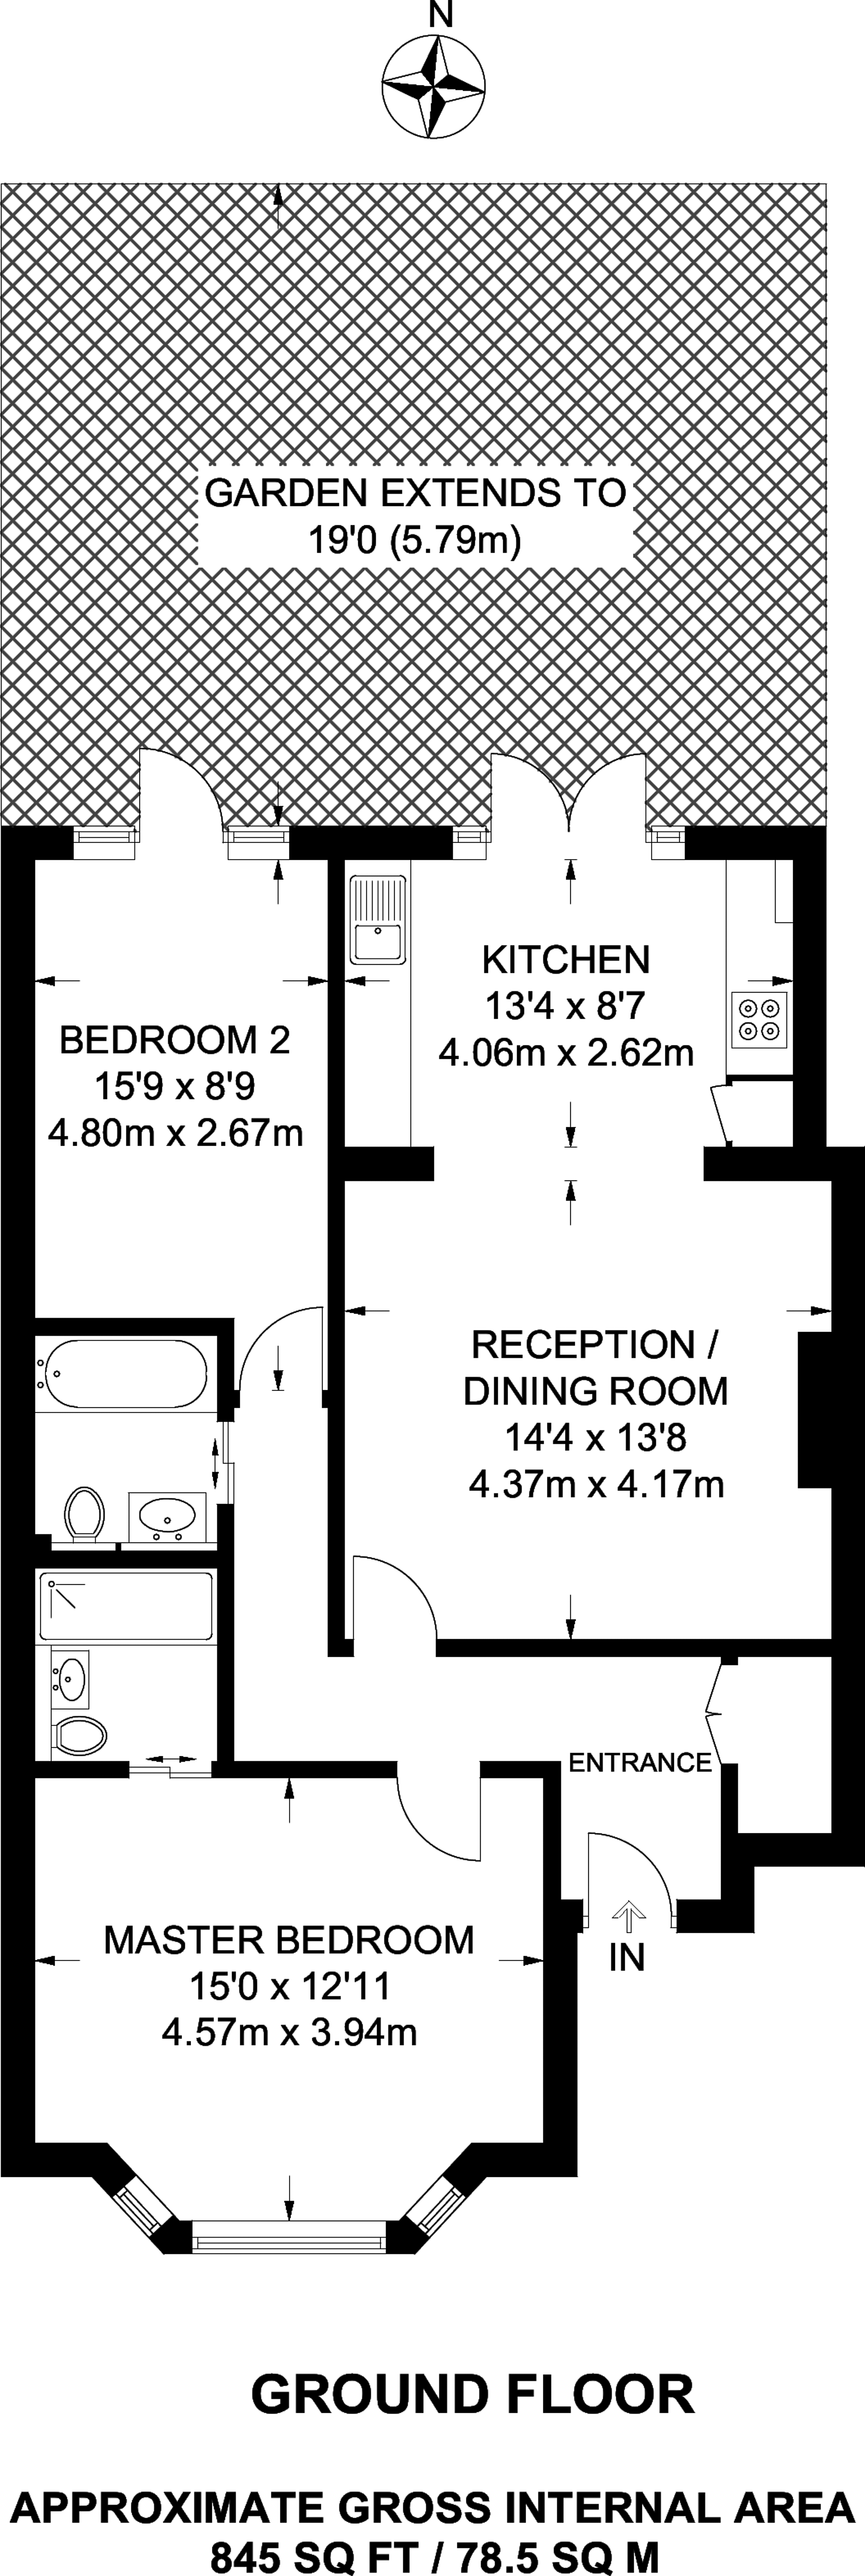 N
GARDEN EXTENDS TO
19'0 (5.79m)
KITCHEN
13'4 x 8'7
4.06m x 2.62m
BEDROOM 2
15'9 x 8'9
4.80m x 2.67m
RECEPTION /
DINING ROOM
14'4 x 13'8
4.37m x 4.17m
ENTRANCE
IN
MASTER BEDROOM
15'0 x 12'11
4.57m x 3.94m
GROUND FLOOR
APPROXIMATE GROSS INTERNAL AREA
845 SQ FT / 78.5 SQ M